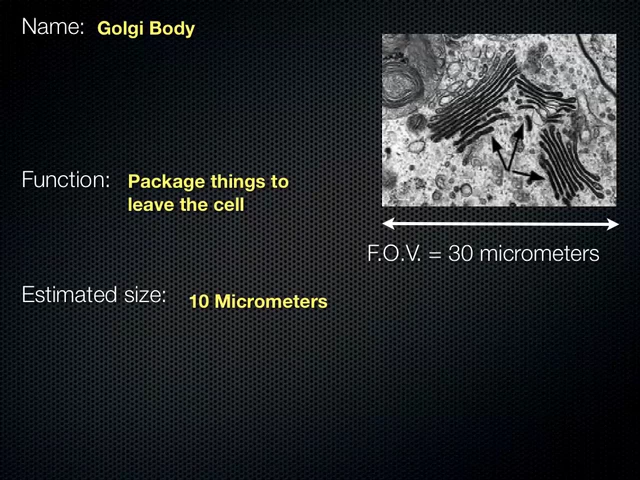 Name: Golgi Body
Function: Package things to
leave the cell
F.O.V. = 30 micrometers
Estimated size: 10 Micrometers